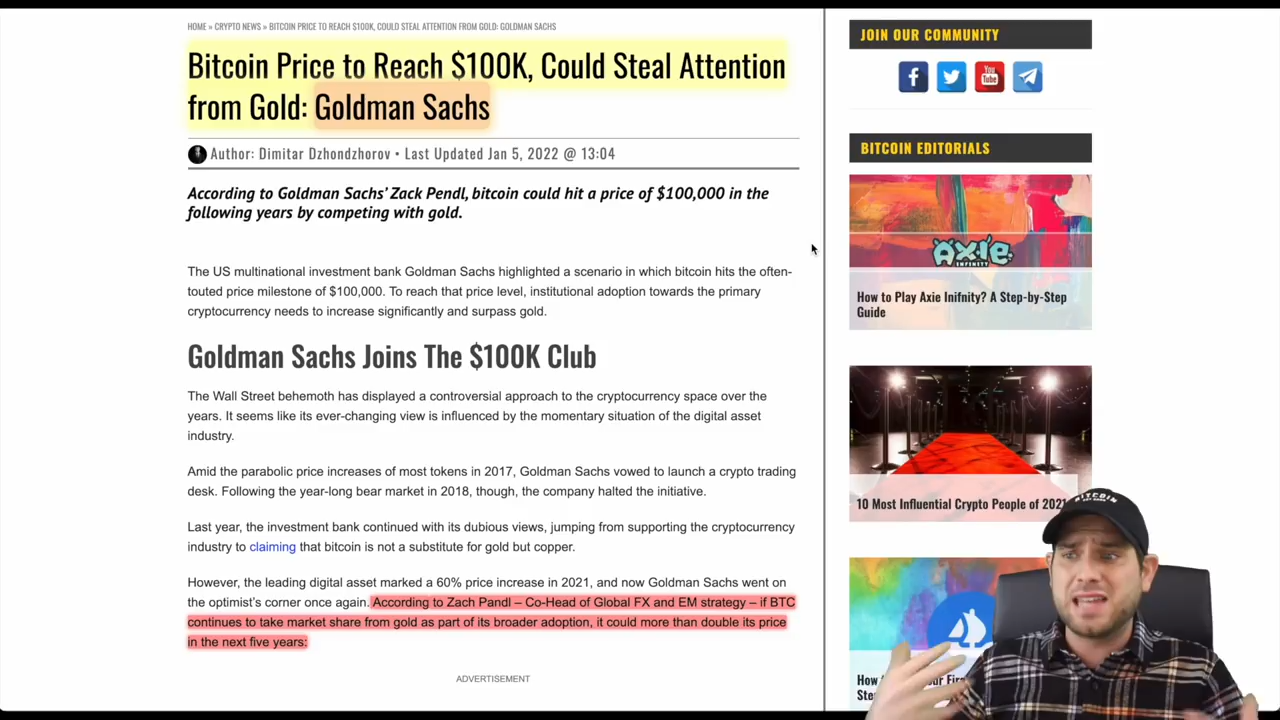 HOME » CRYPTO NEWS » BITCOIN PRICE TO REACH $100K, COULD STEAL ATTENTION FROM GOLD: GOLDMAN SACHS
Bitcoin Price to Reach $100K, Could Steal Attention
from Gold: Goldman Sachs
Author: Dimitar Dzhondzhorov • Last Updated Jan 5, 2022 @ 13:04
According to Goldman Sachs' Zack Pendl, bitcoin could hit a price of $100,000 in the
following years by competing with gold.
The US multinational investment bank Goldman Sachs highlighted a scenario in which bitcoin hits the often-
touted price milestone of $100,000. To reach that price level, institutional adoption towards the primary
cryptocurrency needs to increase significantly and surpass gold.
Goldman Sachs Joins The $100K Club
The Wall Street behemoth has displayed a controversial approach to the cryptocurrency space over the
years. It seems like its ever-changing view is influenced by the momentary situation of the digital asset
industry.
Amid the parabolic price increases of most tokens in 2017, Goldman Sachs vowed to launch a crypto trading
desk. Following the year-long bear market in 2018, though, the company halted the initiative.
Last year, the investment bank continued with its dubious views, jumping from supporting the cryptocurrency
industry to claiming that bitcoin is not a substitute for gold but copper.
However, the leading digital asset marked a 60% price increase in 2021, and now Goldman Sachs went on
the optimist's corner once again. According to Zach Pandl – Co-Head of Global FX and EM strategy – if BTC
continues to take market share from gold as part of its broader adoption, it could more than double its price
in the next five years:
ADVERTISEMENT
JOIN OUR COMMUNITY
You
Tube
BITCOIN EDITORIALS
AXIE
INFINITY
How to Play Axie Inifnity? A Step-by-Step
Guide
10 Most Influential Crypto People of 2021
BITCOIN
How